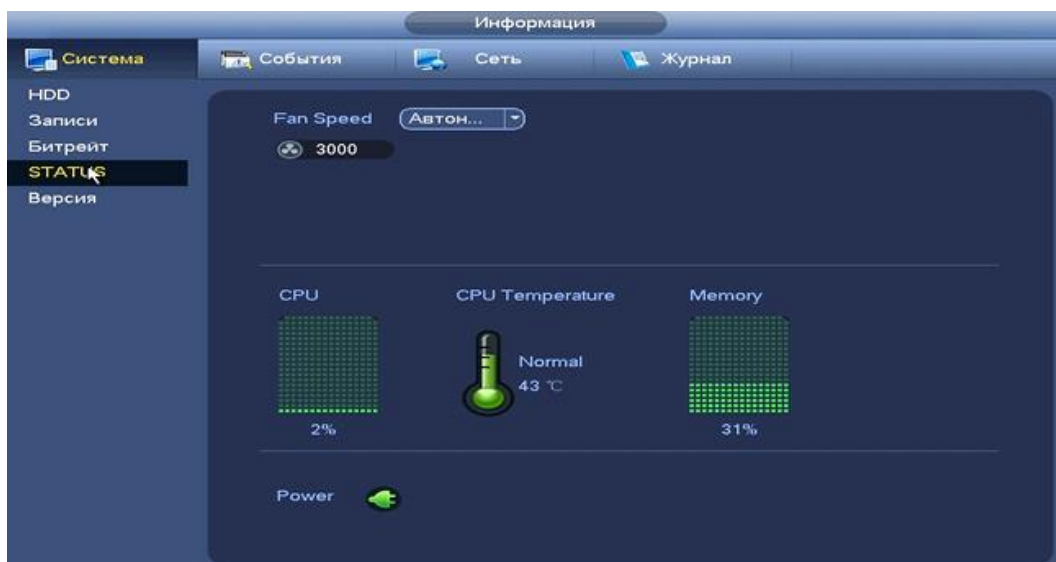 Информация
Система События Сеть Журнал
HDD
Записи
Битрейт
STATUS
Версия
Fan Speed Автон...
3000
CPU CPU Temperature Memory
Normal
43 °C
2% 31%
Power